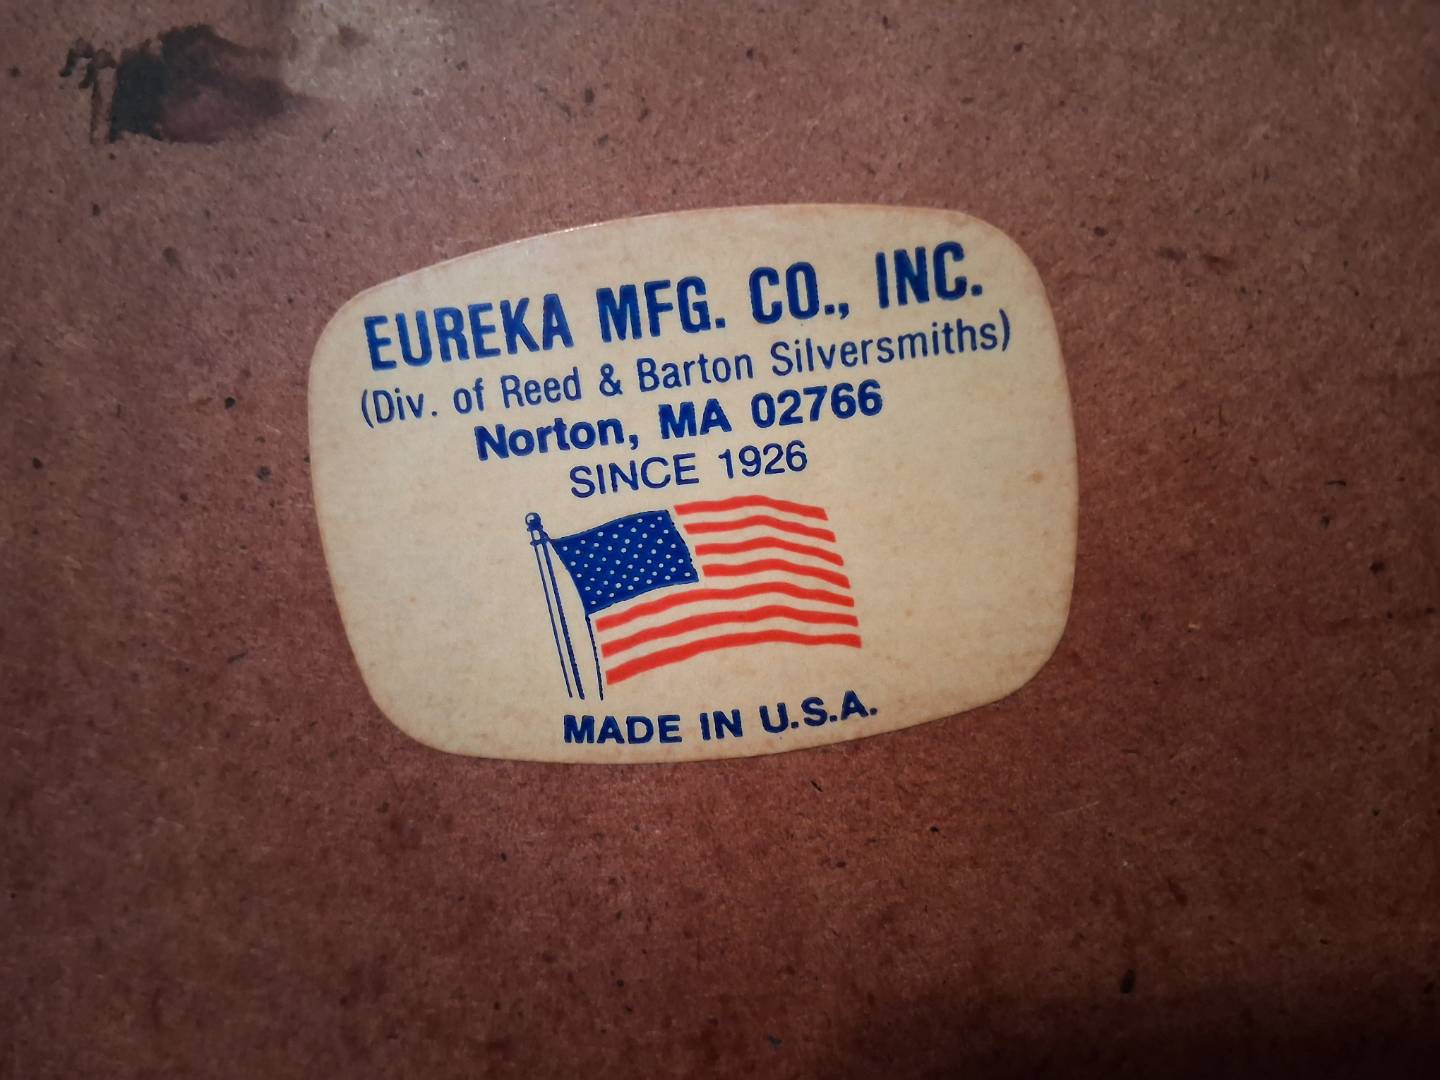 EUREKA MFG. CO., INC.
(Div. of Reed & Barton Silversmiths)
Norton, MA 02766
SINCE 1926
MADE IN U.S.A.